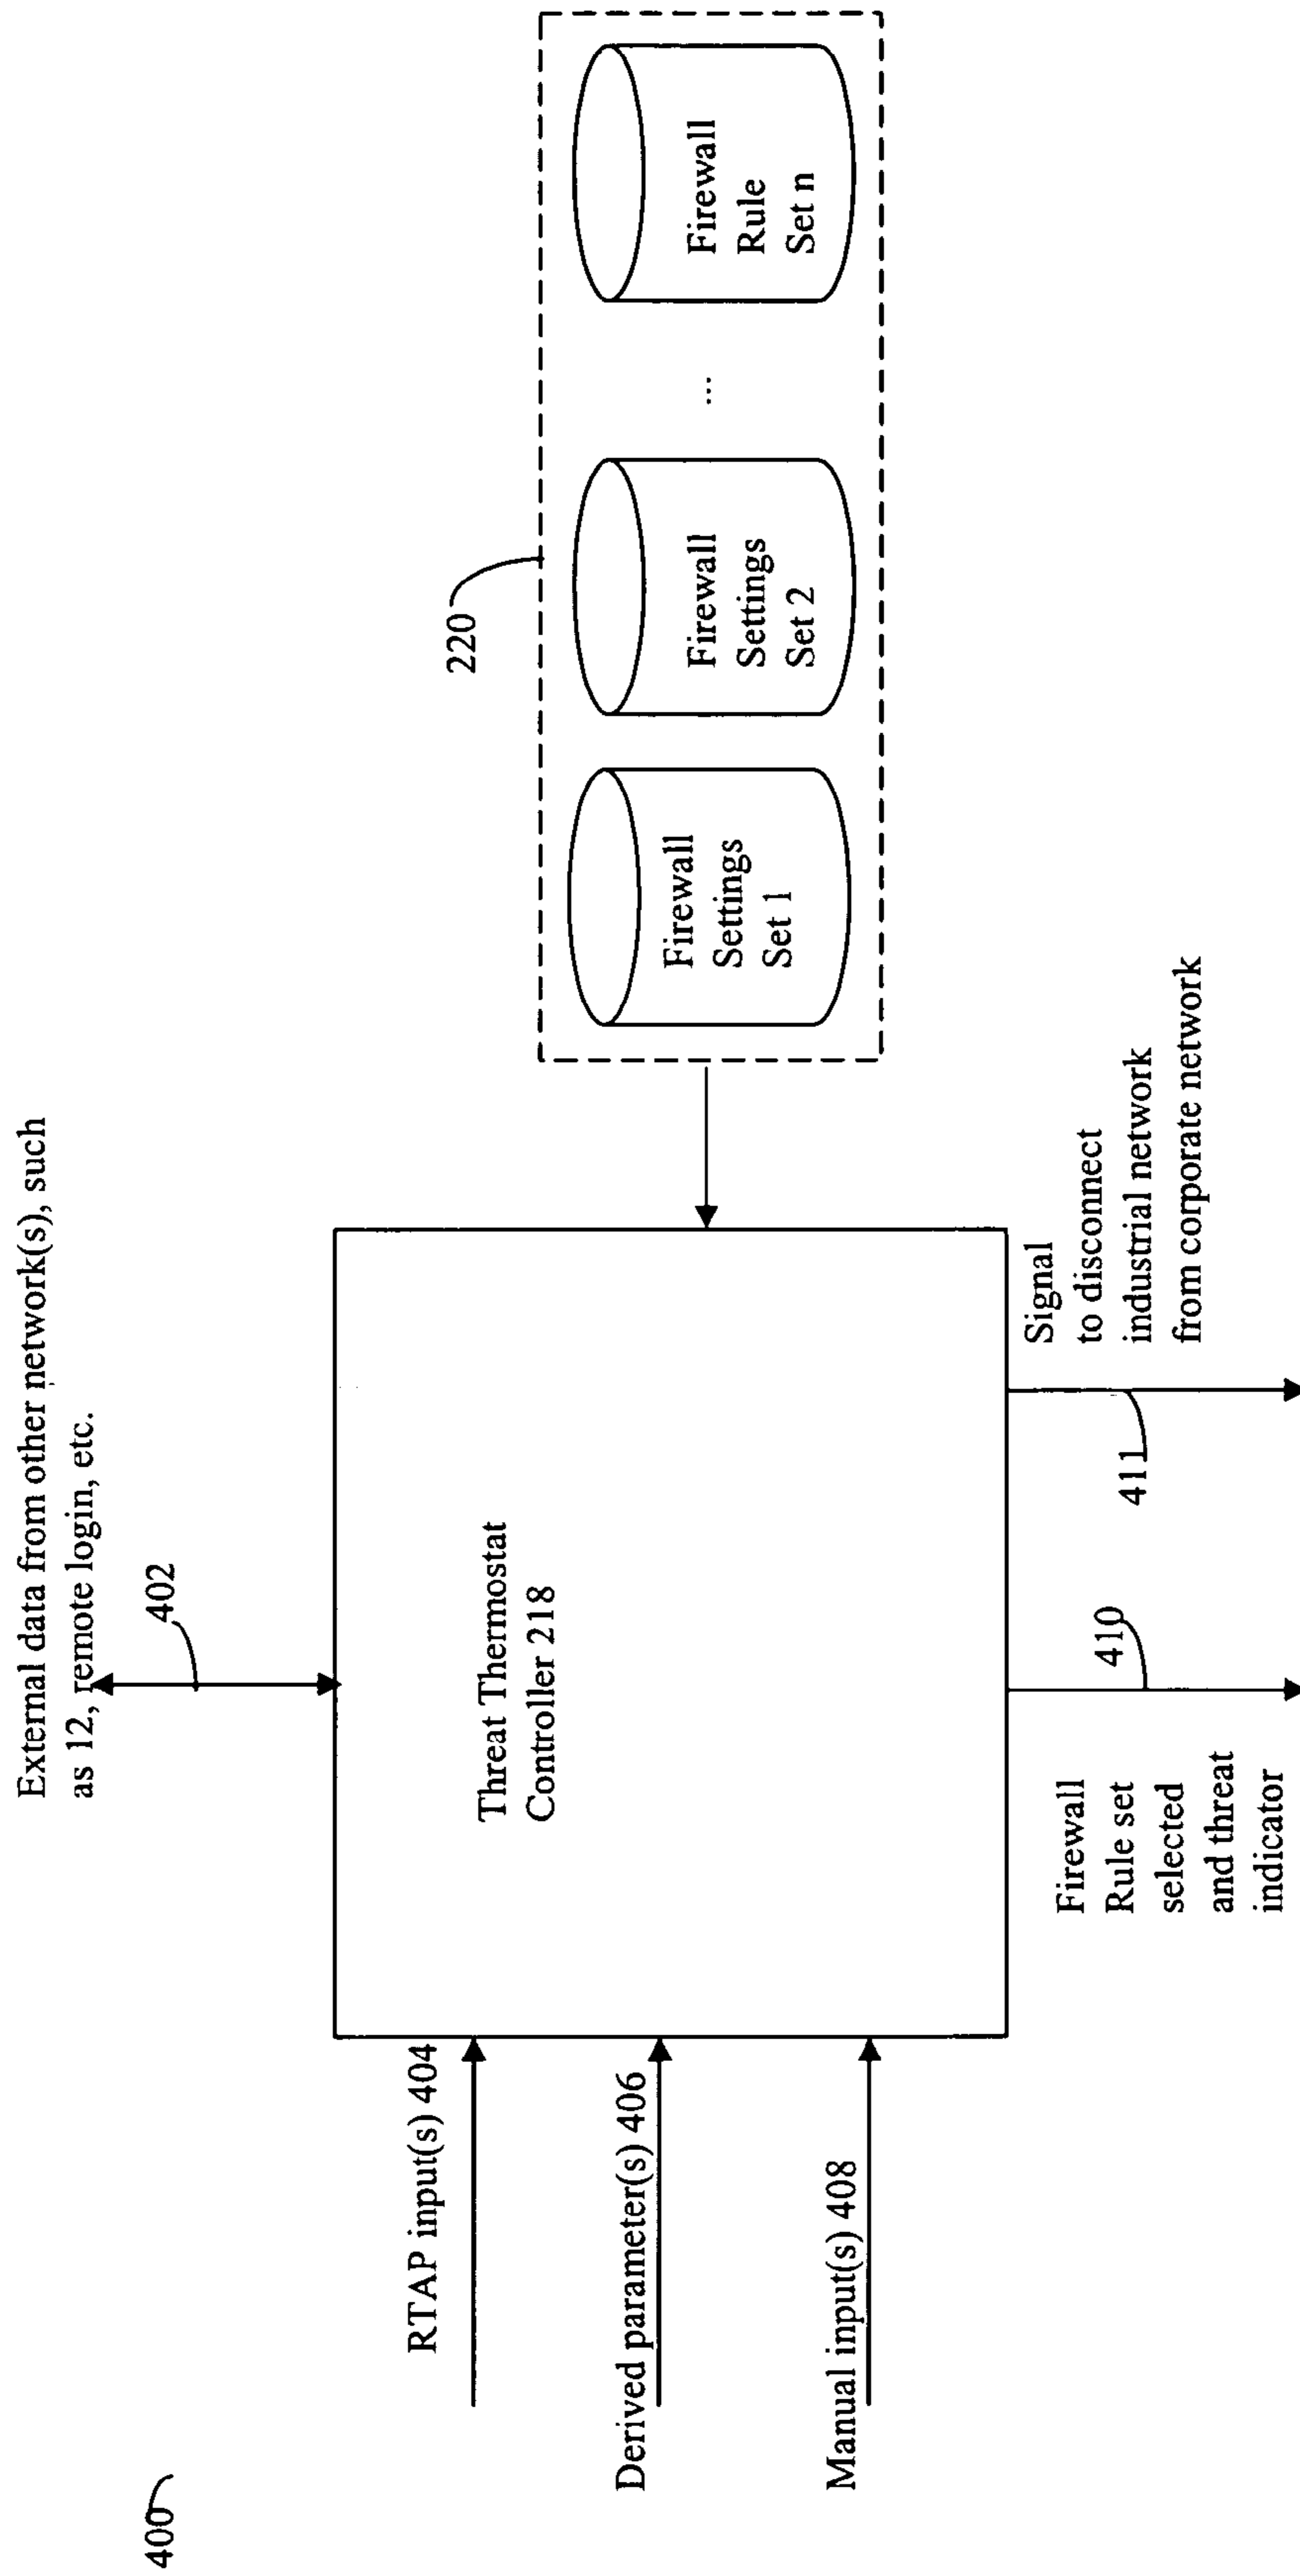 400
External data from other network(s), such
as 12, remote login, etc.
402
RTAP input(s) 404
Derived parameter(s) 406
Manual input(s) 408
Threat Thermostat
Controller 218
220
Firewall
Settings
Set 1
Firewall
Settings
Set 2
...
Firewall
Rule
Set n
Firewall
Rule set
selected
and threat
indicator
410
411
Signal
to disconnect
industrial network
from corporate network